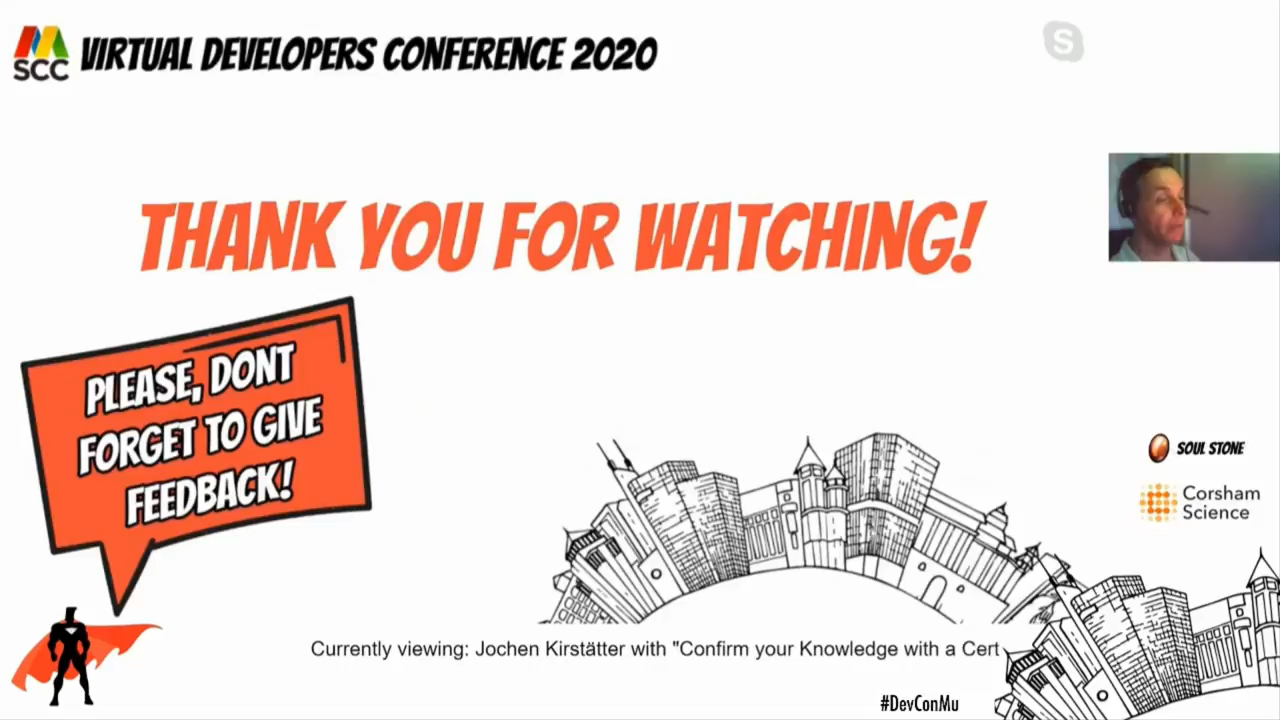 SCC VIRTUAL DEVELOPERS CONFERENCE 2020
S
THANK YOU FOR WATCHING!
PLEASE, DONT
FORGET TO GIVE
FEEDBACK!
SOUL STONE
Corsham
Science
Currently viewing: Jochen Kirstätter with "Confirm your Knowledge with a Cert
#DevConMu